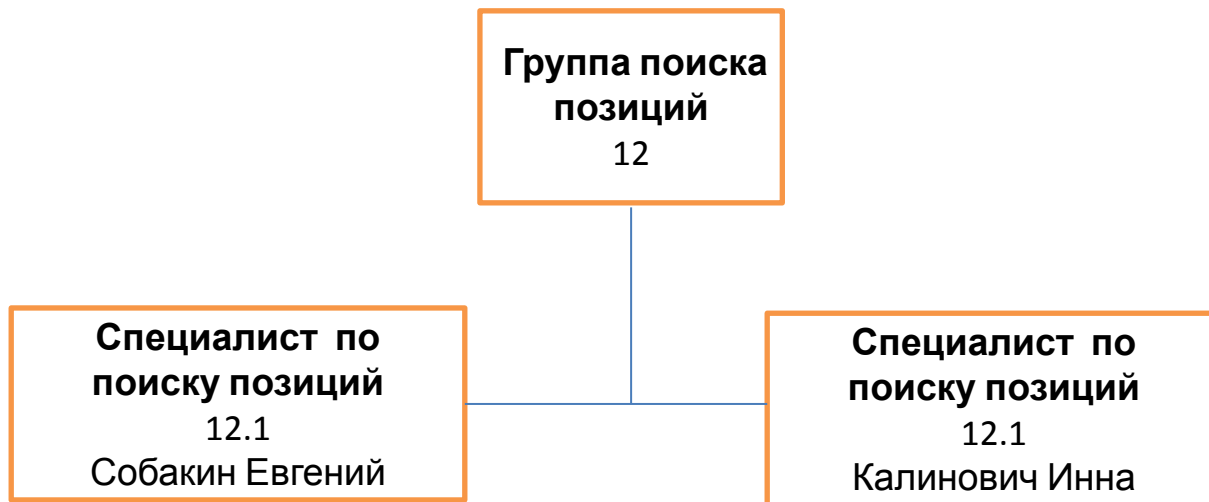 Группа поиска
позиций
12
Специалист по
поиску позиций
12.1
Собакин Евгений
Специалист по
поиску позиций
12.1
Калинович Инна